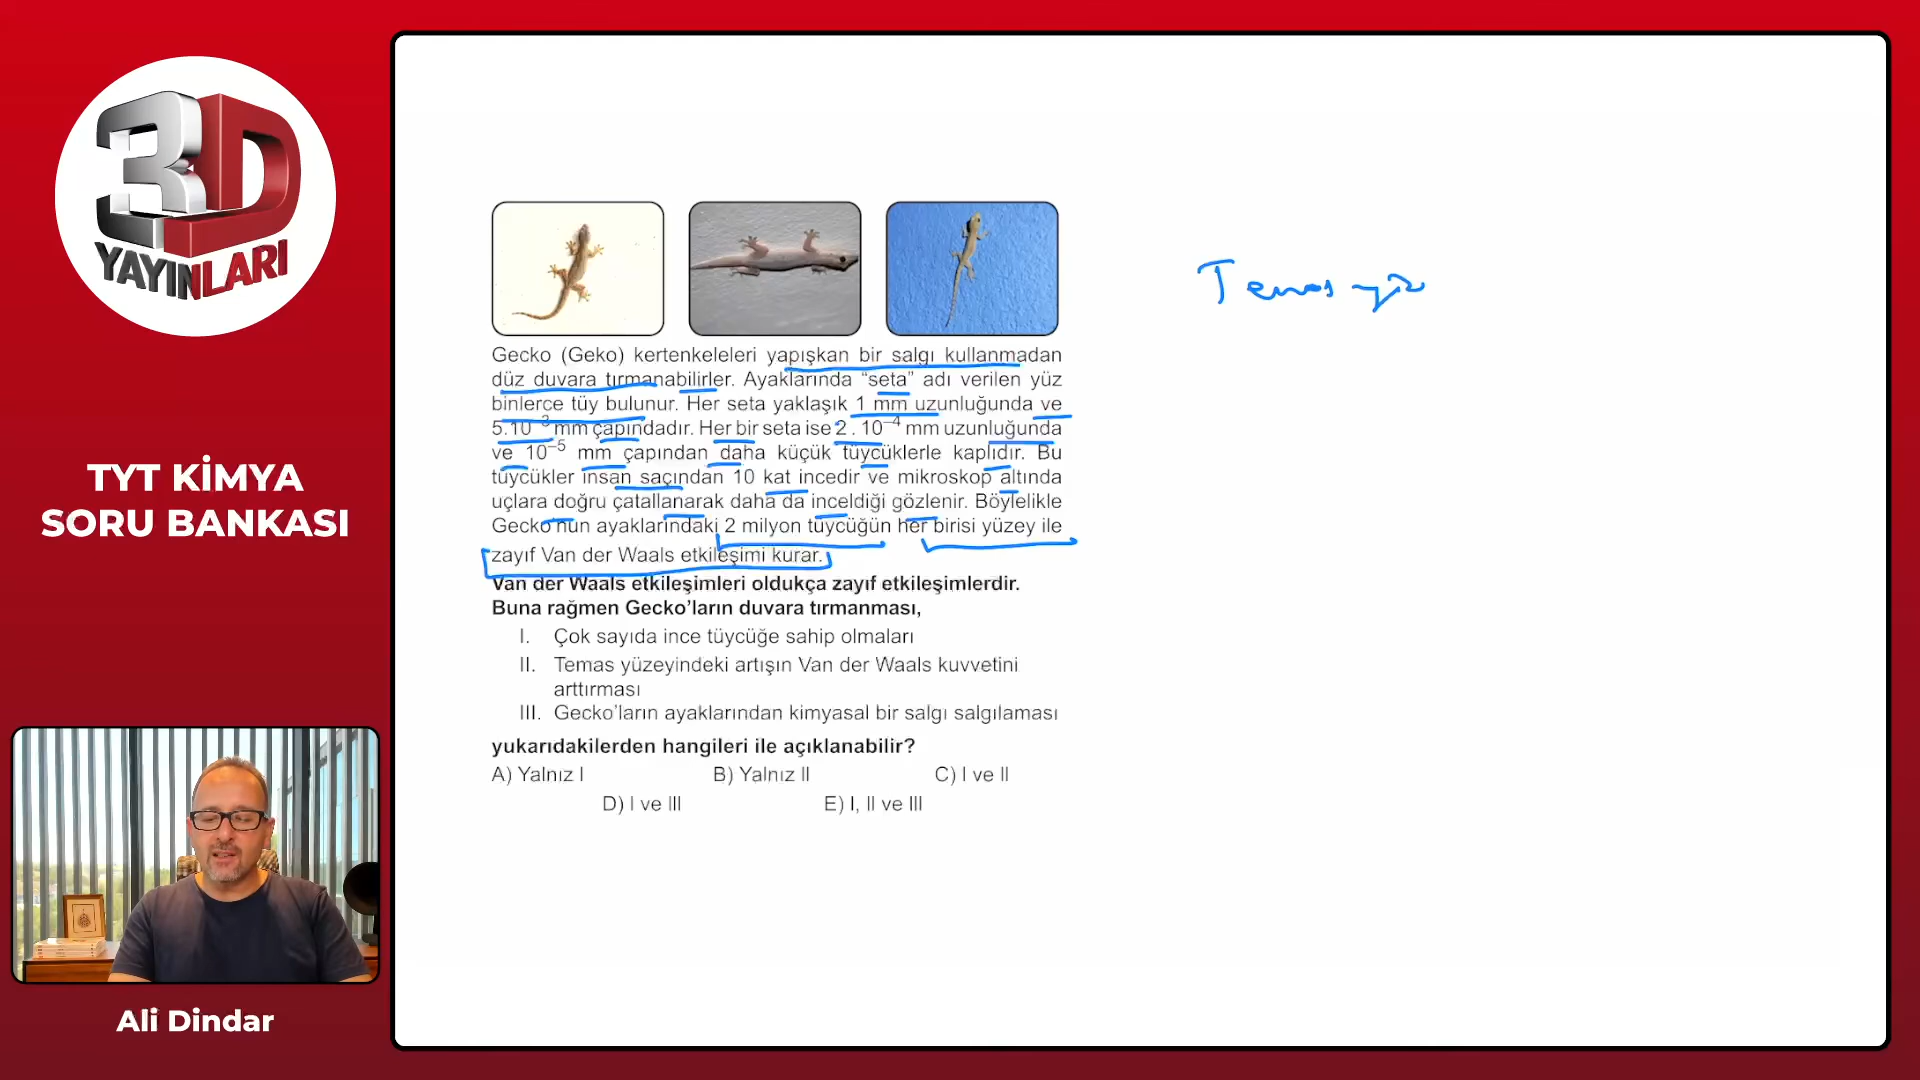 3D
YAYINLARI
TYT KİMYA
SORU BANKASI
Ali Dindar
Gecko (Geko) kertenkeleleri yapışkan bir salgı kullanmadan
düz duvara tırmanabilirler. Ayaklarında “seta” adı verilen yüz
binlerce tüy bulunur. Her seta yaklaşık 1 mm uzunluğunda ve
5.10⁻³ mm çapındadır. Her bir seta ise 2 . 10⁻⁴ mm uzunluğunda
ve 10⁻⁵ mm çapından daha küçük tüycüklerle kaplıdır. Bu
tüycükler insan saçından 10 kat incedir ve mikroskop altında
uçlara doğru çatallanarak daha da inceldiği gözlenir. Böylelikle
Gecko’nun ayaklarındaki 2 milyon tüycüğün her birisi yüzey ile
zayıf Van der Waals etkileşimi kurar.
Van der Waals etkileşimleri oldukça zayıf etkileşimlerdir.
Buna rağmen Gecko’ların duvara tırmanması,
I. Çok sayıda ince tüycüğe sahip olmaları
II. Temas yüzeyindeki artışın Van der Waals kuvvetini
arttırması
III. Gecko’ların ayaklarından kimyasal bir salgı salgılaması
yukarıdakilerden hangileri ile açıklanabilir?
A) Yalnız I B) Yalnız II C) I ve II
D) I ve III E) I, II ve III
Temas yüz